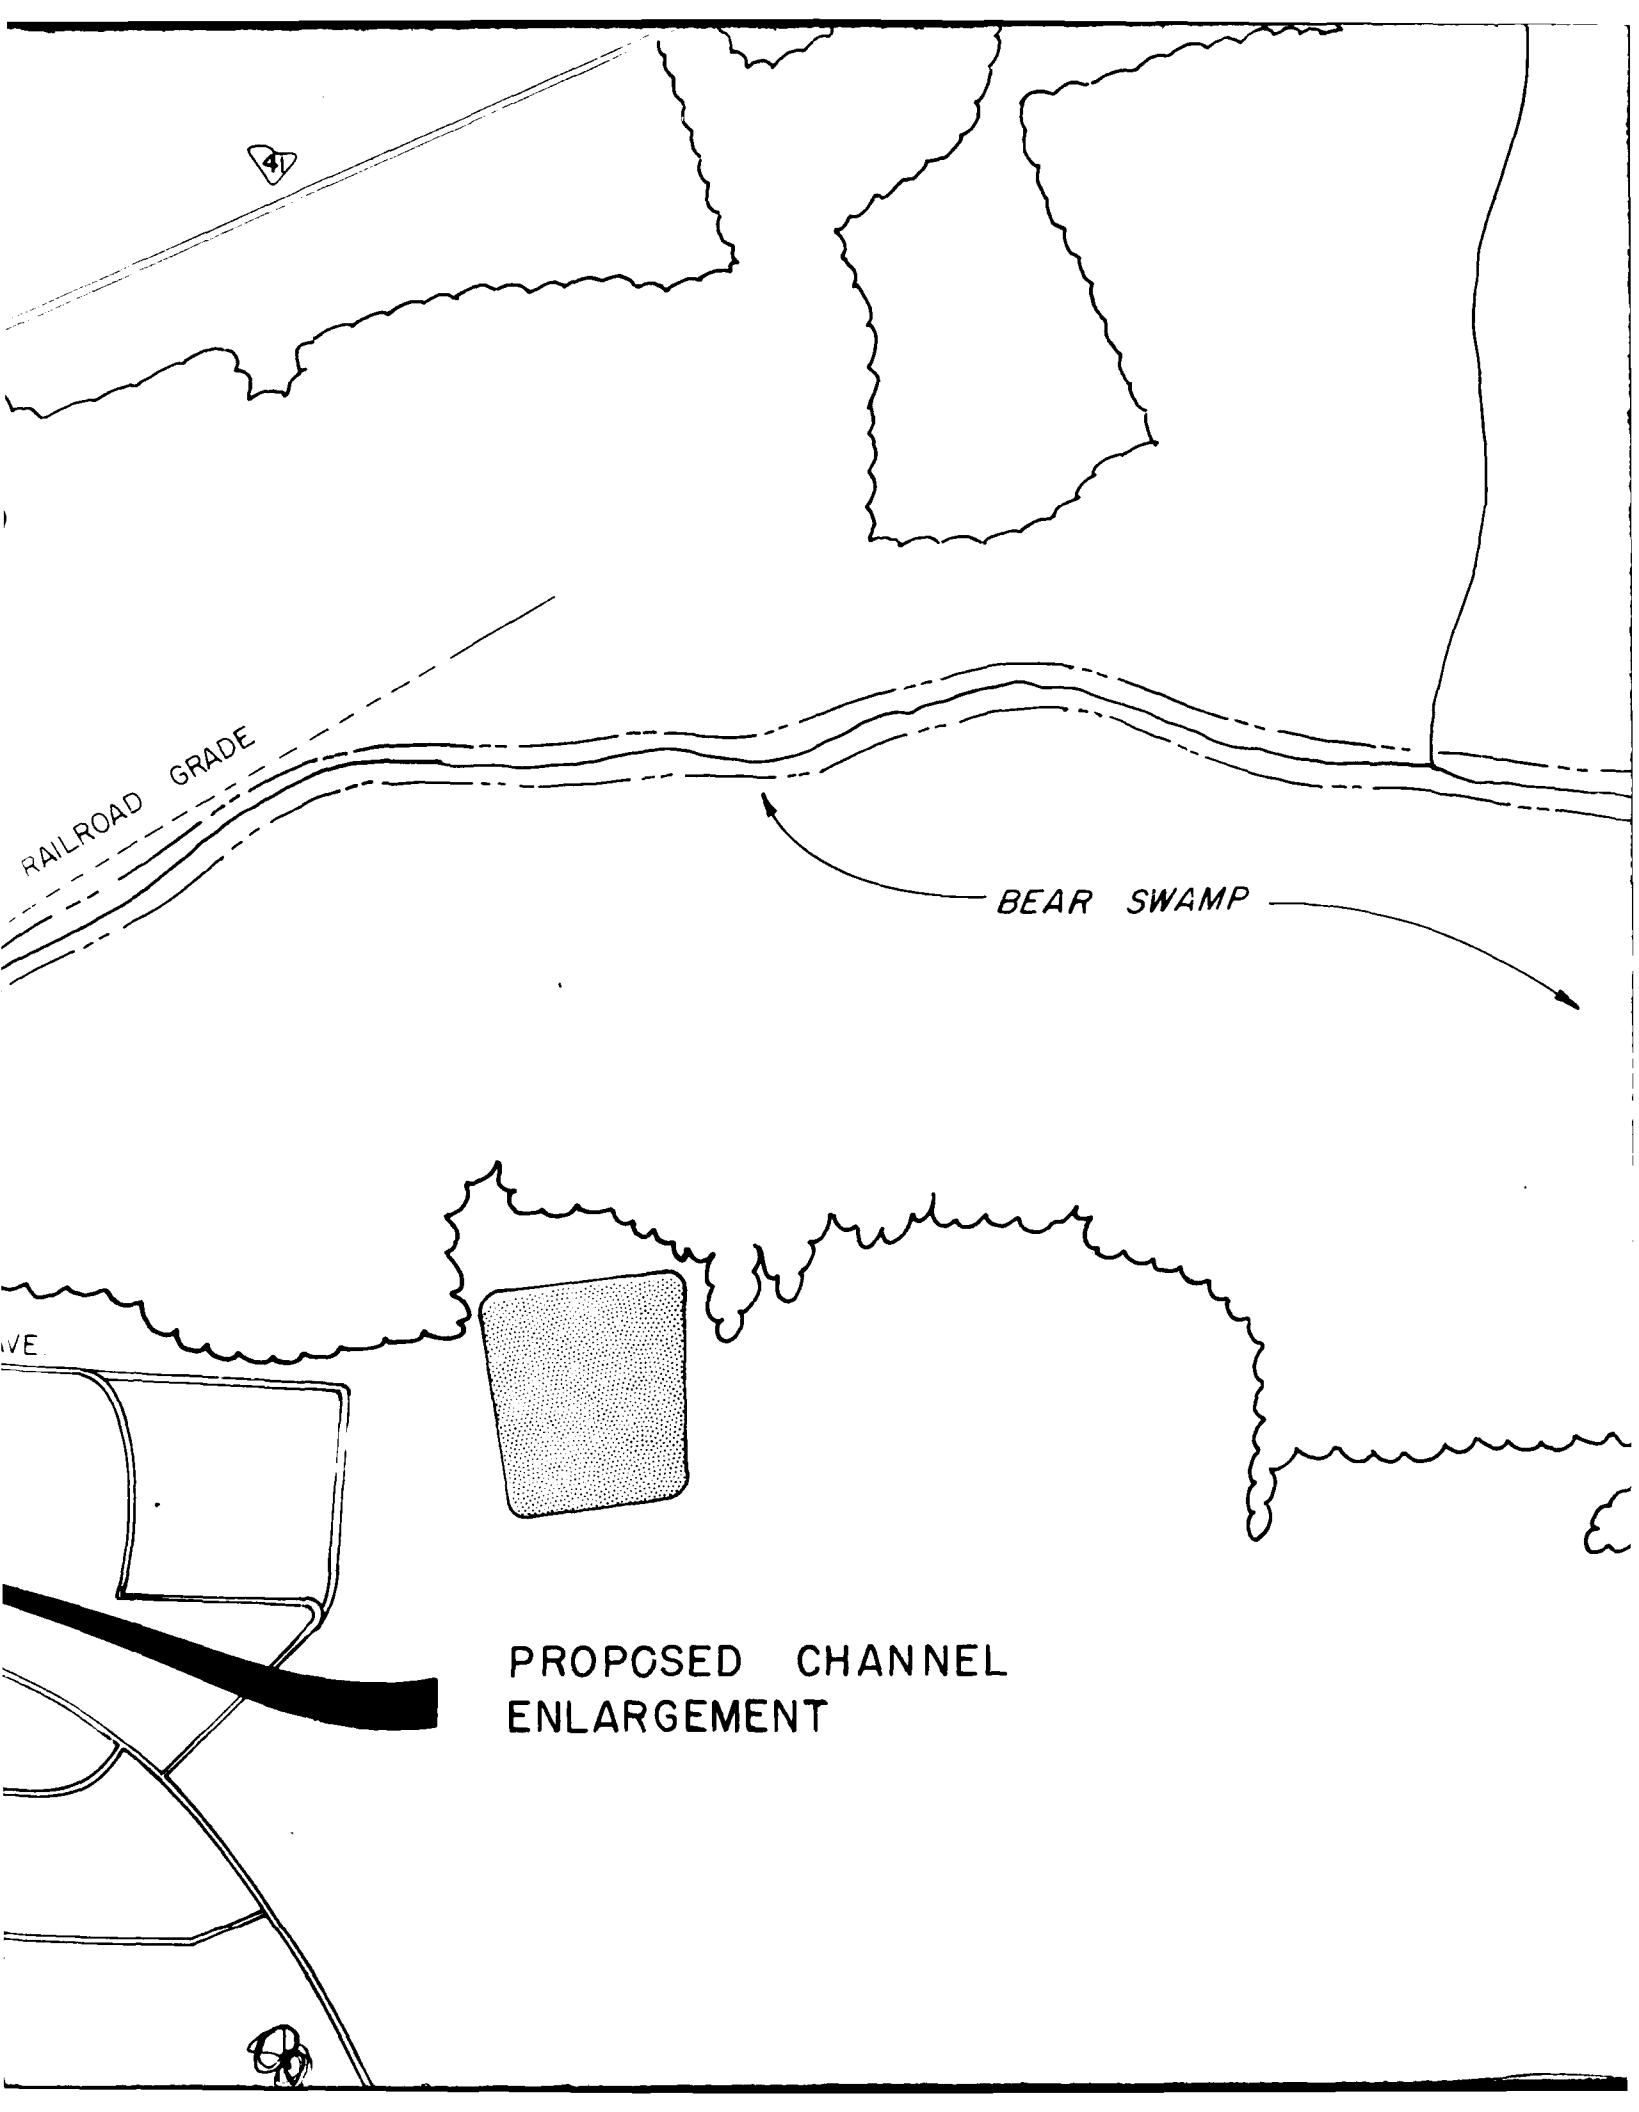 41
RAILROAD GRADE
BEAR SWAMP
VE.
PROPOSED CHANNEL
ENLARGEMENT